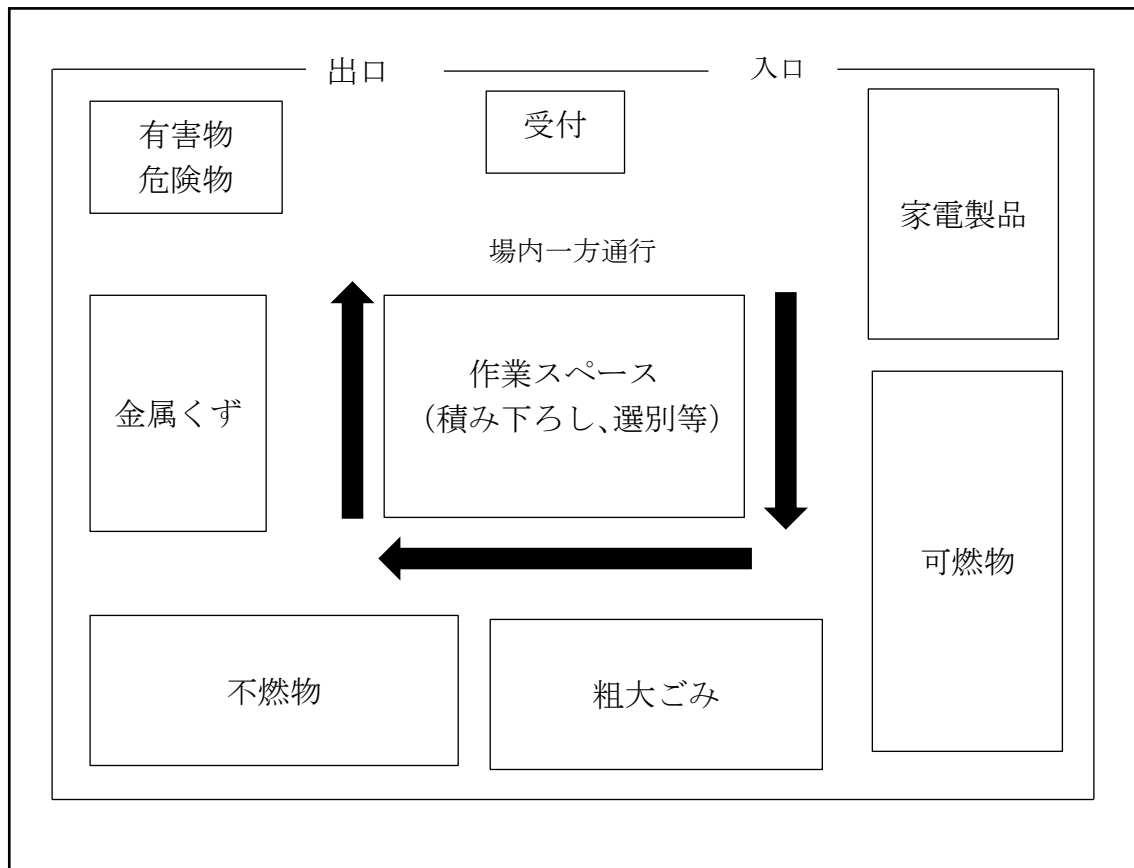 出口
入口
有害物
危険物
受付
家電製品
場内一方通行
金属くず
作業スペース
（積み下ろし、選別等）
可燃物
不燃物
粗大ごみ